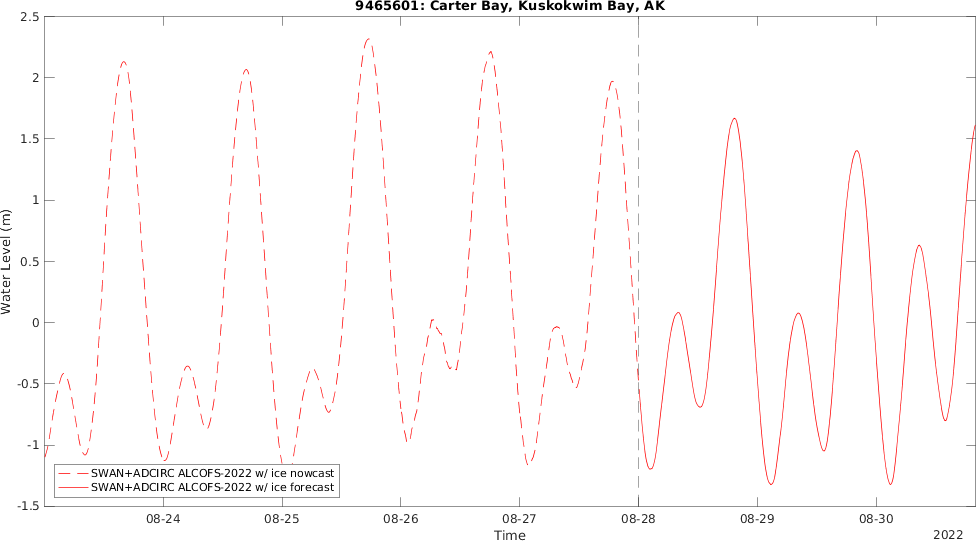 9465601: Carter Bay, Kuskokwim Bay, AK
2.5
2
1.5
1
0.5
0
-0.5
-1
-1.5
Water Level (m)
SWAN+ADCIRC ALCOFS-2022 w/ ice nowcast
SWAN+ADCIRC ALCOFS-2022 w/ ice forecast
08-24 08-25 08-26 08-27 08-28 08-29 08-30
Time
2022